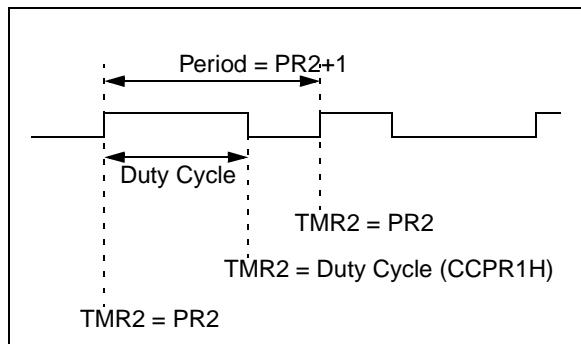 Period = PR2+1
Duty Cycle
TMR2 = PR2
TMR2 = Duty Cycle (CCPR1H)
TMR2 = PR2